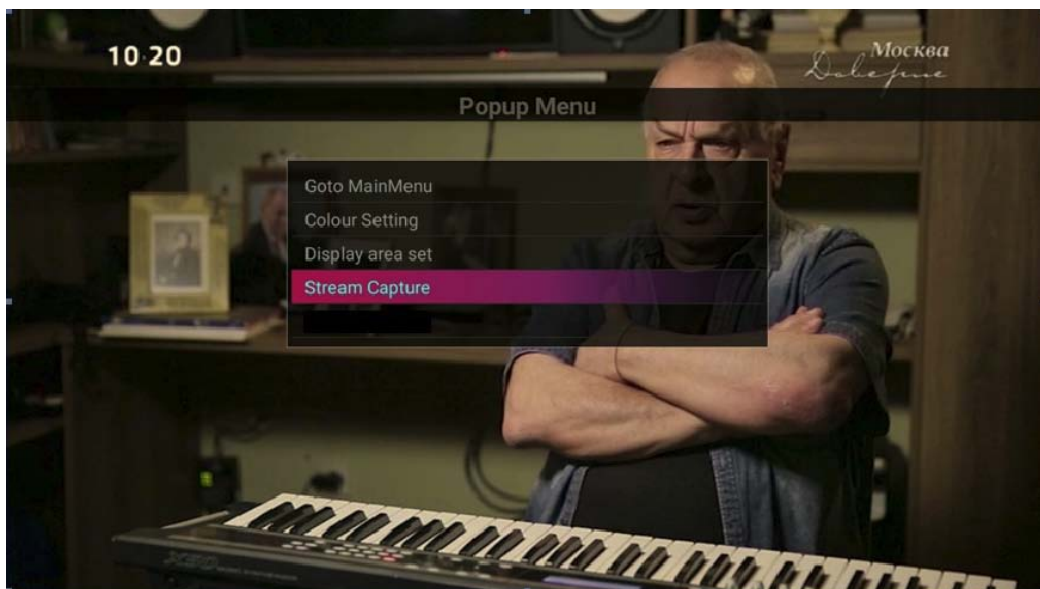 10:20
Москва
Доверие
Popup Menu
Goto MainMenu
Colour Setting
Display area set
Stream Capture